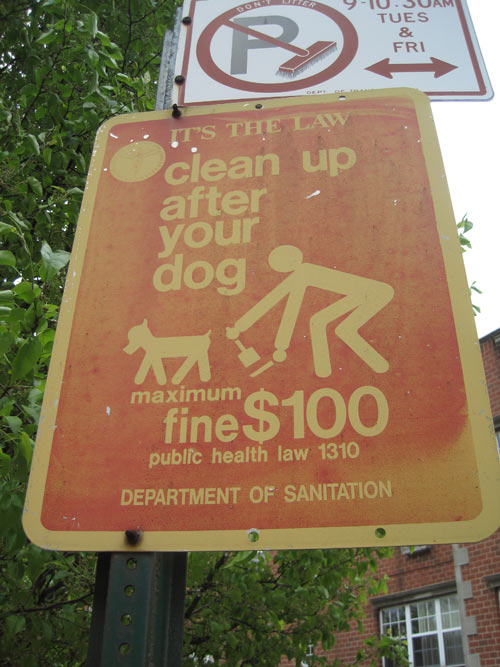 DON'T LITTER
P
9-10:30AM
TUES
&
FRI
IT'S THE LAW
clean up
after
your
dog
maximum
fine $100
public health law 1310
DEPARTMENT OF SANITATION